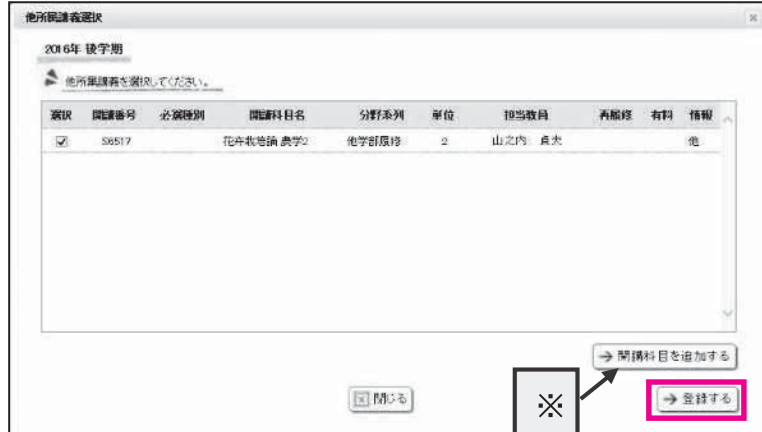 他所属講義選択
2016年 後学期
他所属講義を選択してください。
選択 開講番号 必選種別 開講科目名 分野系列 単位 担当教員 再履修 有料 情報
S6517 花卉栽培論 農学2 他学部履修 2 山之内 貞夫 他
→ 開講科目を追加する
閉じる ※ → 登録する